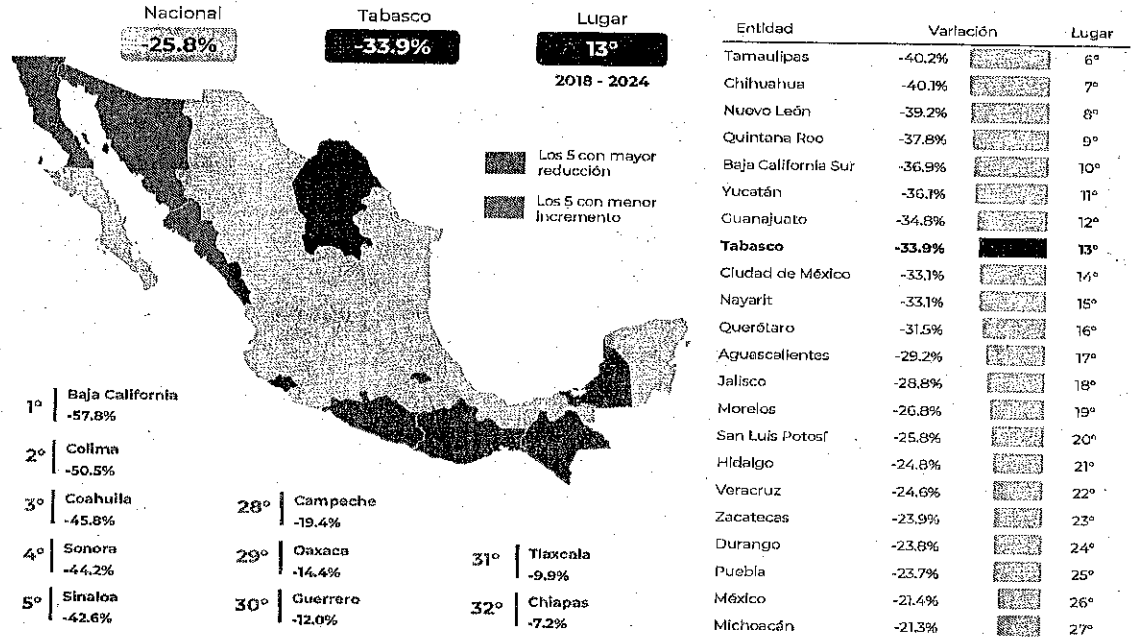 Nacional
-25.8%
Tabasco
-33.9%
Lugar
13°
2018 - 2024
Los 5 con mayor
reducción
Los 5 con menor
Incremento
1° Baja California
-57.8%
2° Colima
-50.5%
3° Coahuila
-45.8%
4° Sonora
-44.2%
5° Sinaloa
-42.6%
28° Campeche
-19.4%
29° Oaxaca
-14.4%
30° Guerrero
-12.0%
31° Tlaxcala
-9.9%
32° Chiapas
-7.2%
Entidad Variación Lugar
Tamaulipas -40.2% 6°
Chihuahua -40.1% 7°
Nuevo León -39.2% 8°
Quintana Roo -37.8% 9°
Baja California Sur -36.9% 10°
Yucatán -36.1% 11°
Guanajuato -34.8% 12°
Tabasco -33.9% 13°
Ciudad de México -33.1% 14°
Nayarit -33.1% 15°
Querétaro -31.5% 16°
Aguascalientes -29.2% 17°
Jalisco -28.8% 18°
Morelos -26.8% 19°
San Luis Potosí -25.8% 20°
Hidalgo -24.8% 21°
Veracruz -24.6% 22°
Zacatecas -23.9% 23°
Durango -23.8% 24°
Puebla -23.7% 25°
México -21.4% 26°
Michoacán -21.3% 27°